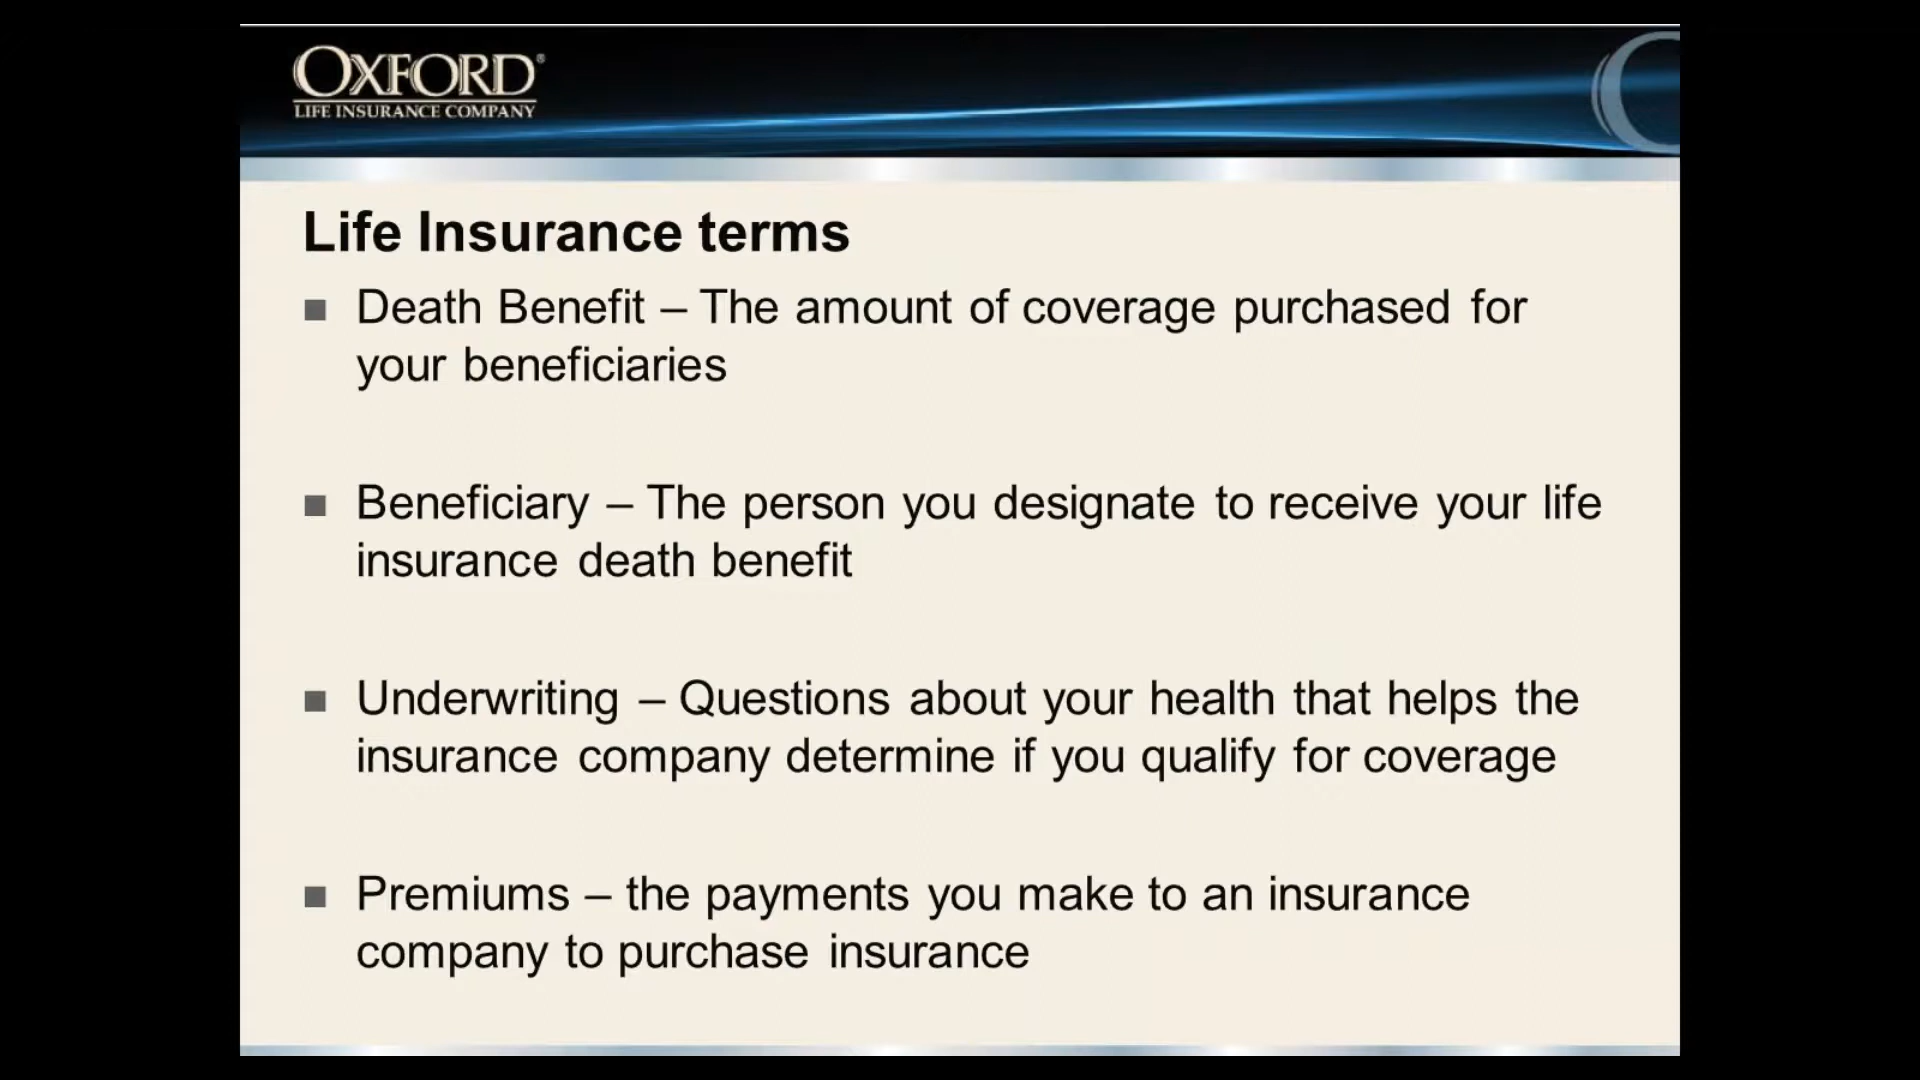 OXFORD®
LIFE INSURANCE COMPANY
Life Insurance terms
■ Death Benefit – The amount of coverage purchased for
your beneficiaries
■ Beneficiary – The person you designate to receive your life
insurance death benefit
■ Underwriting – Questions about your health that helps the
insurance company determine if you qualify for coverage
■ Premiums – the payments you make to an insurance
company to purchase insurance